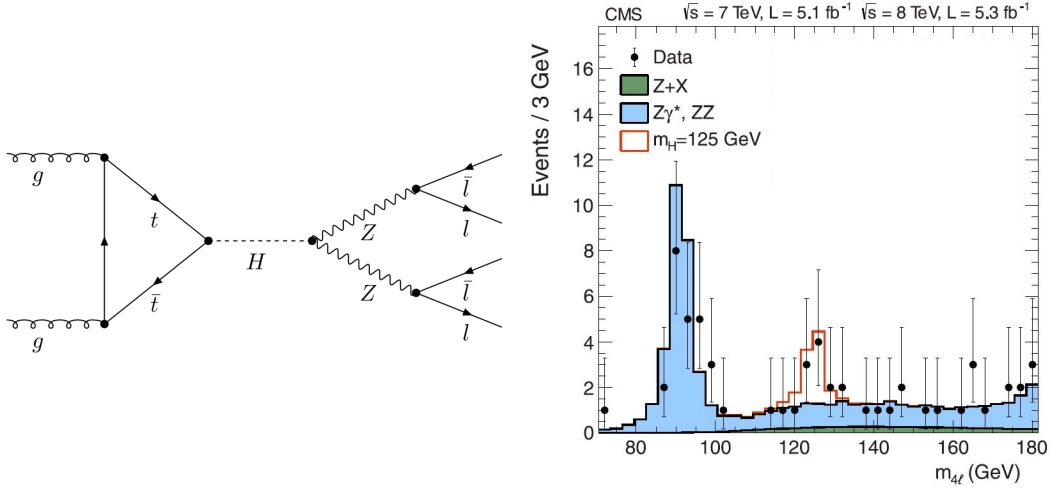 g
g
t
t̄
H
Z
Z
l̄
l
l̄
l
CMS √s = 7 TeV, L = 5.1 fb⁻¹ √s = 8 TeV, L = 5.3 fb⁻¹
Events / 3 GeV
16
14
12
10
8
6
4
2
0
Data
Z+X
Zγ*, ZZ
m_H=125 GeV
80 100 120 140 160 180
m_4ℓ (GeV)